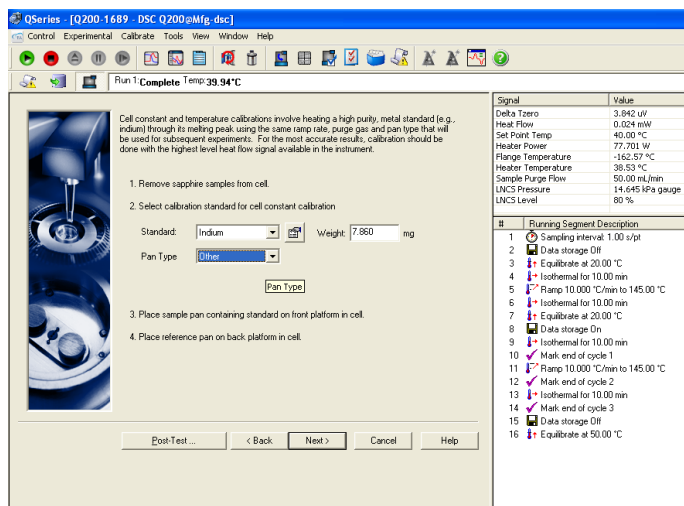 QSeries - [Q200-1689 - DSC Q200@Mfg-dsc]
Control Experimental Calibrate Tools View Window Help
Run 1:Complete Temp:39.94°C
Cell constant and temperature calibrations involve heating a high purity, metal standard (e.g.,
indium) through its melting peak using the same ramp rate, purge gas and pan type that will
be used for subsequent experiments. For the most accurate results, calibration should be
done with the highest level heat flow signal available in the instrument.
1. Remove sapphire samples from cell.
2. Select calibration standard for cell constant calibration
Standard: Indium Weight: 7.860 mg
Pan Type Other
Pan Type
3. Place sample pan containing standard on front platform in cell.
4. Place reference pan on back platform in cell.
Post-Test ... < Back Next > Cancel Help
Signal Value
Delta Tzero 3.842 uV
Heat Flow 0.024 mW
Set Point Temp 40.00 °C
Heater Power 77.701 W
Flange Temperature -162.57 °C
Heater Temperature 38.53 °C
Sample Purge Flow 50.00 mL/min
LNCS Pressure 14.645 kPa gauge
LNCS Level 80 %
# Running Segment Description
1 Sampling interval: 1.00 s/pt
2 Data storage Off
3 Equilibrate at 20.00 °C
4 Isothermal for 10.00 min
5 Ramp 10.000 °C/min to 145.00 °C
6 Isothermal for 10.00 min
7 Equilibrate at 20.00 °C
8 Data storage On
9 Isothermal for 10.00 min
10 Mark end of cycle 1
11 Ramp 10.000 °C/min to 145.00 °C
12 Mark end of cycle 2
13 Isothermal for 10.00 min
14 Mark end of cycle 3
15 Data storage Off
16 Equilibrate at 50.00 °C